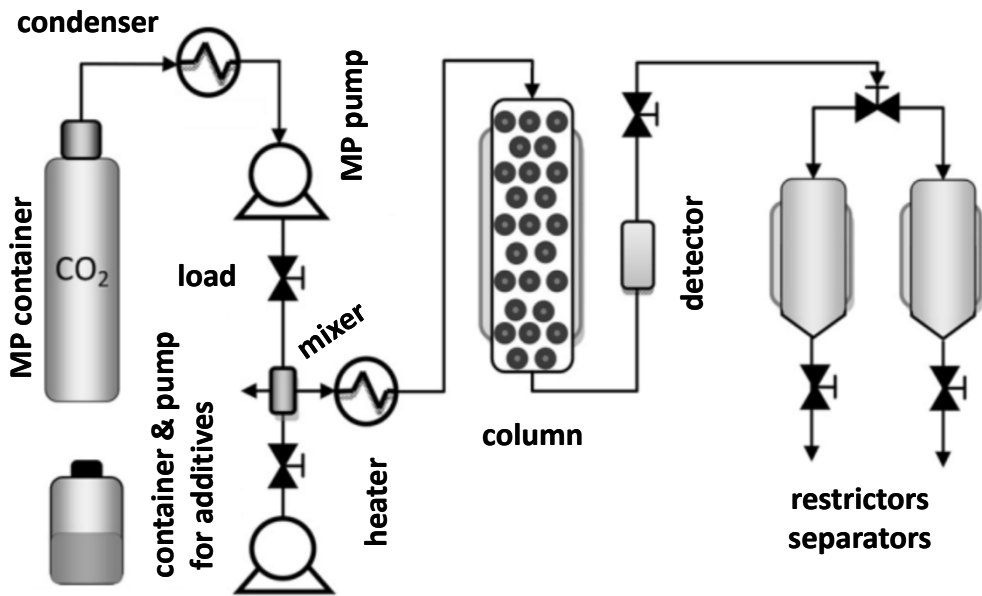 condenser
MP pump
MP container
CO₂
load
mixer
container & pump
for additives
heater
column
detector
restrictors
separators